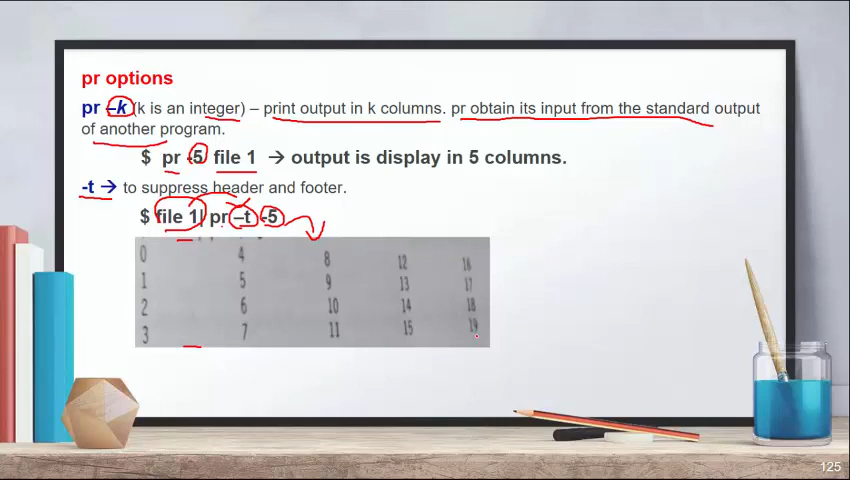 pr options
pr –k (k is an integer) – print output in k columns. pr obtain its input from the standard output
of another program.
$ pr -5 file 1 → output is display in 5 columns.
-t → to suppress header and footer.
$ file 1| pr –t -5
0 4 8 12 16
1 5 9 13 17
2 6 10 14 18
3 7 11 15 19
125